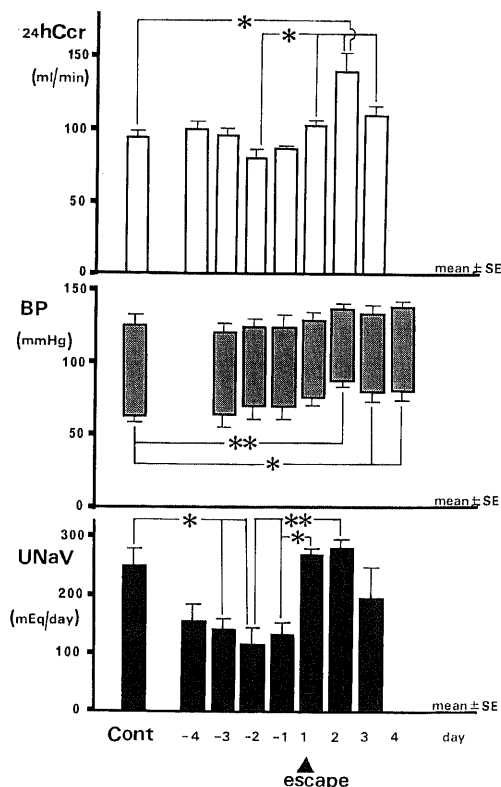 24hCcr
(ml/min)
150
100
50
0
*
*
mean ± SE
BP
(mmHg)
150
100
50
0
**
*
mean ± SE
UNaV
(mEq/day)
300
200
100
0
*
**
*
mean ± SE
Cont -4 -3 -2 -1 1 2 3 4 day
▲
escape